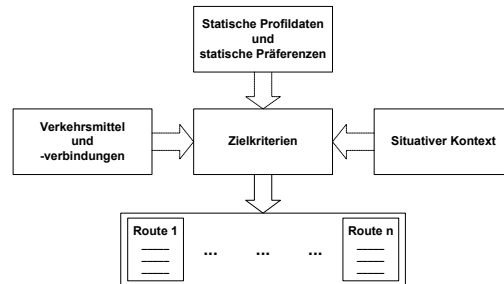 Statische Profildaten
und
statische Präferenzen
Verkehrsmittel
und
-verbindungen
Zielkriterien
Situativer Kontext
Route 1
... ... ...
Route n